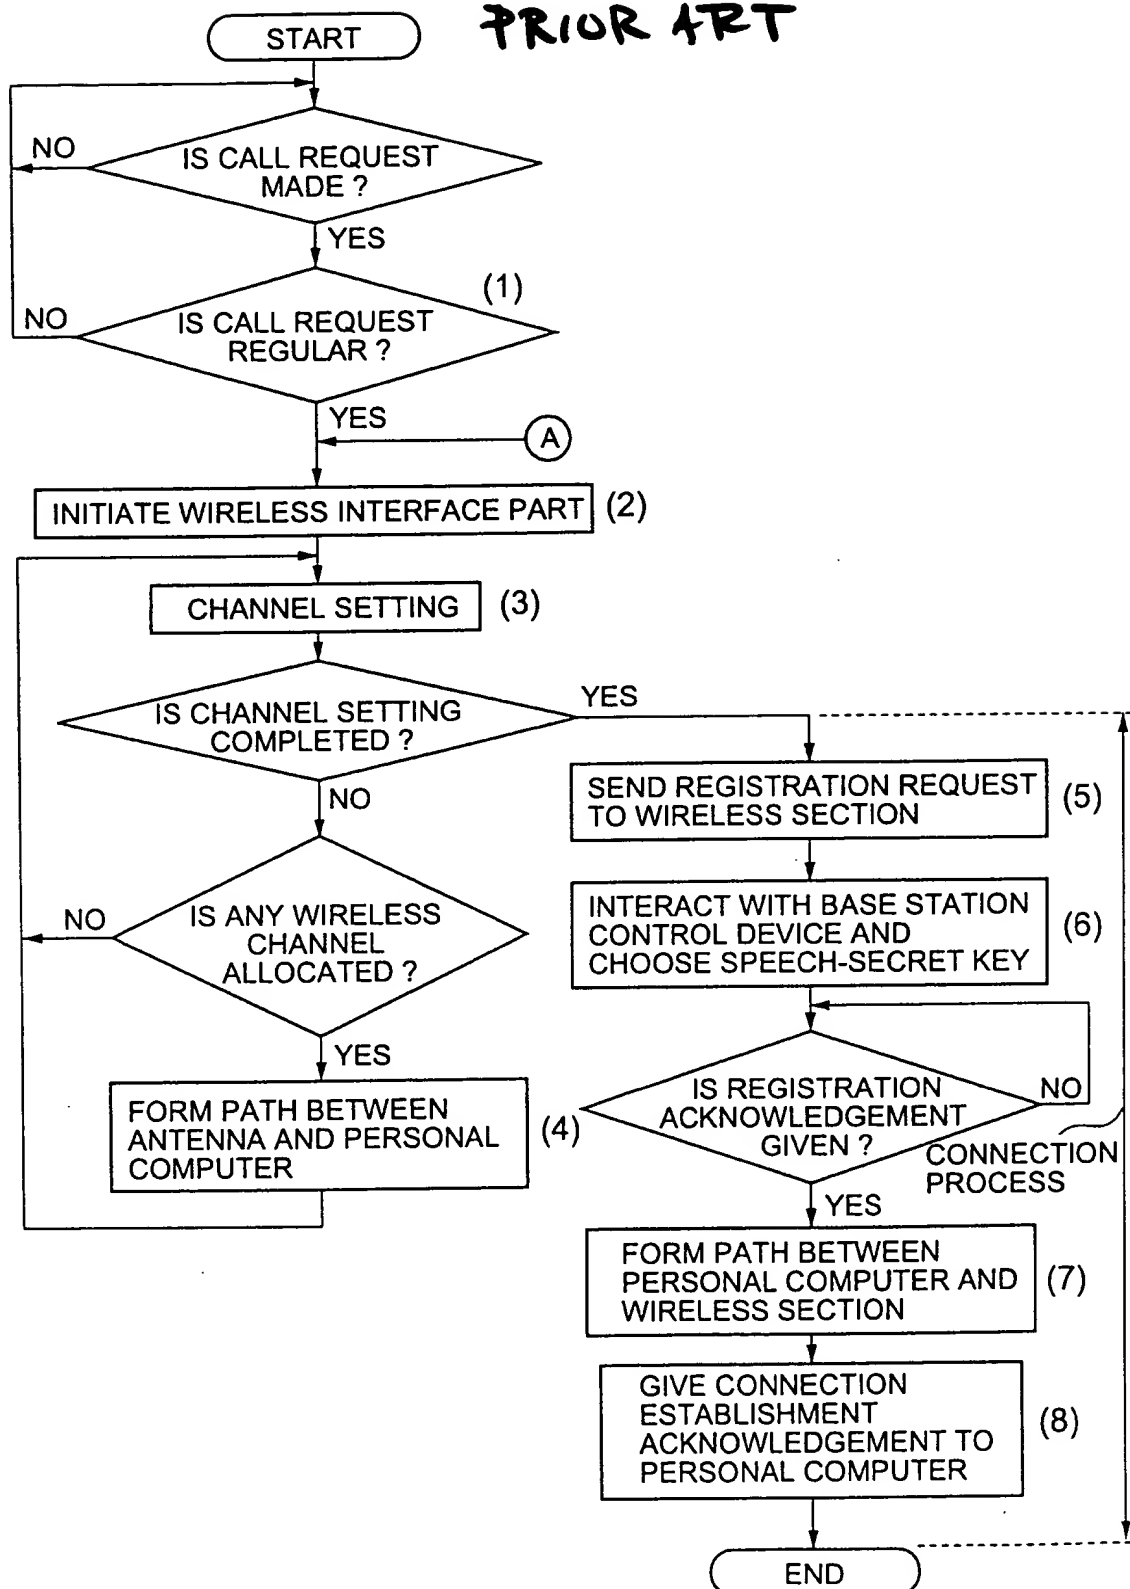 PRIOR ART
START
NO
IS CALL REQUEST
MADE ?
YES
(1)
NO
IS CALL REQUEST
REGULAR ?
YES
A
INITIATE WIRELESS INTERFACE PART
(2)
CHANNEL SETTING
(3)
IS CHANNEL SETTING
COMPLETED ?
YES
NO
NO
IS ANY WIRELESS
CHANNEL
ALLOCATED ?
YES
FORM PATH BETWEEN
ANTENNA AND PERSONAL
COMPUTER
(4)
SEND REGISTRATION REQUEST
TO WIRELESS SECTION
(5)
INTERACT WITH BASE STATION
CONTROL DEVICE AND
CHOOSE SPEECH-SECRET KEY
(6)
IS REGISTRATION
ACKNOWLEDGEMENT
GIVEN ?
NO
CONNECTION
PROCESS
YES
FORM PATH BETWEEN
PERSONAL COMPUTER AND
WIRELESS SECTION
(7)
GIVE CONNECTION
ESTABLISHMENT
ACKNOWLEDGEMENT TO
PERSONAL COMPUTER
(8)
END